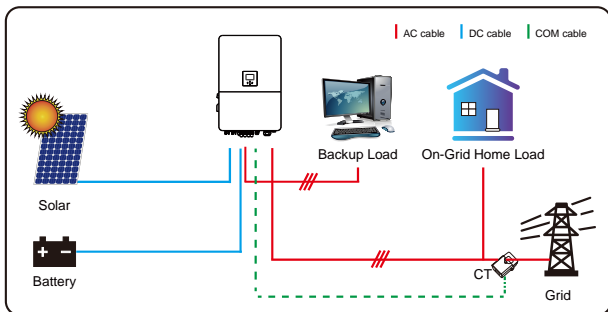 AC cable DC cable COM cable
Backup Load On-Grid Home Load
Solar
CT
Battery
Grid